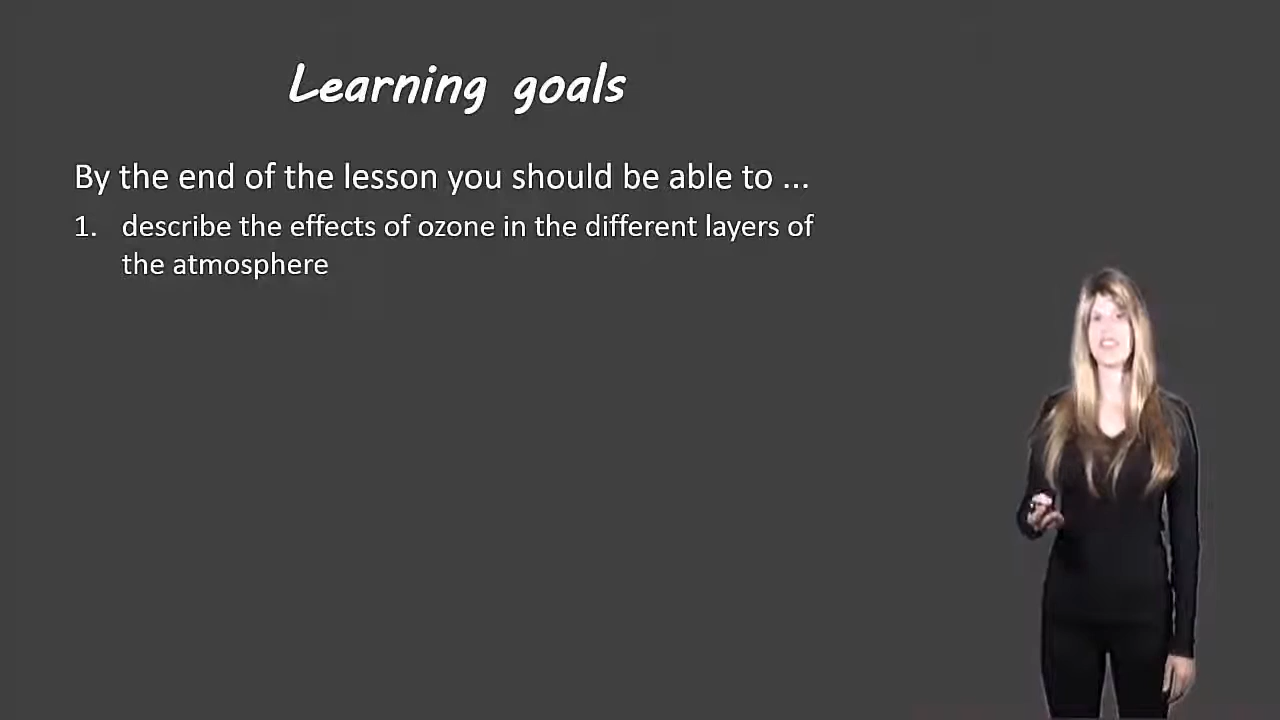 Learning goals
By the end of the lesson you should be able to ...
1. describe the effects of ozone in the different layers of
the atmosphere